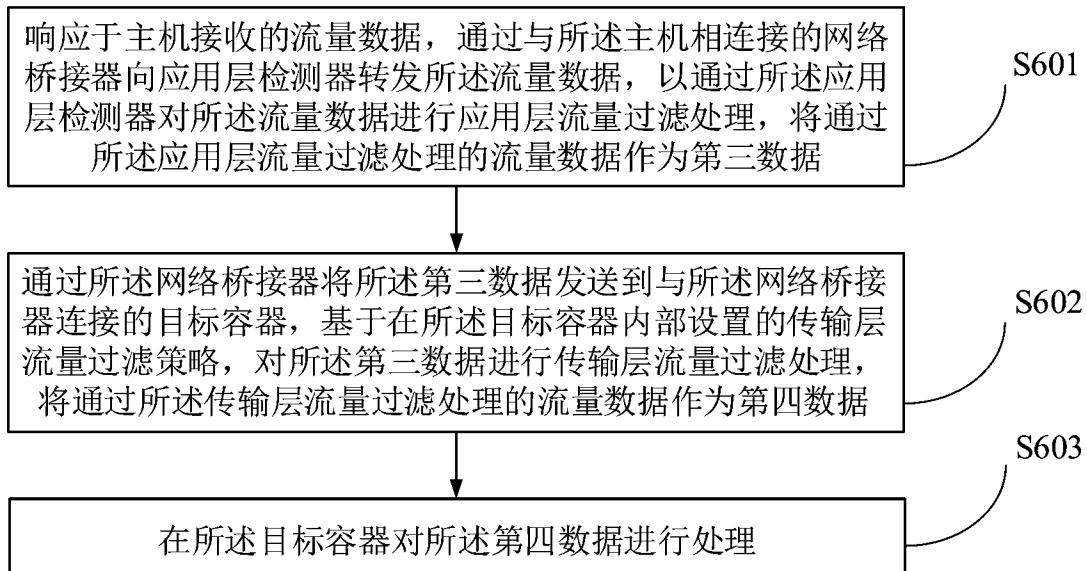 响应于主机接收的流量数据，通过与所述主机相连接的网络
桥接器向应用层检测器转发所述流量数据，以通过所述应用
层检测器对所述流量数据进行应用层流量过滤处理，将通过
所述应用层流量过滤处理的流量数据作为第三数据
S601
通过所述网络桥接器将所述第三数据发送到与所述网络桥接
器连接的目标容器，基于在所述目标容器内部设置的传输层
流量过滤策略，对所述第三数据进行传输层流量过滤处理，
将通过所述传输层流量过滤处理的流量数据作为第四数据
S602
在所述目标容器对所述第四数据进行处理
S603